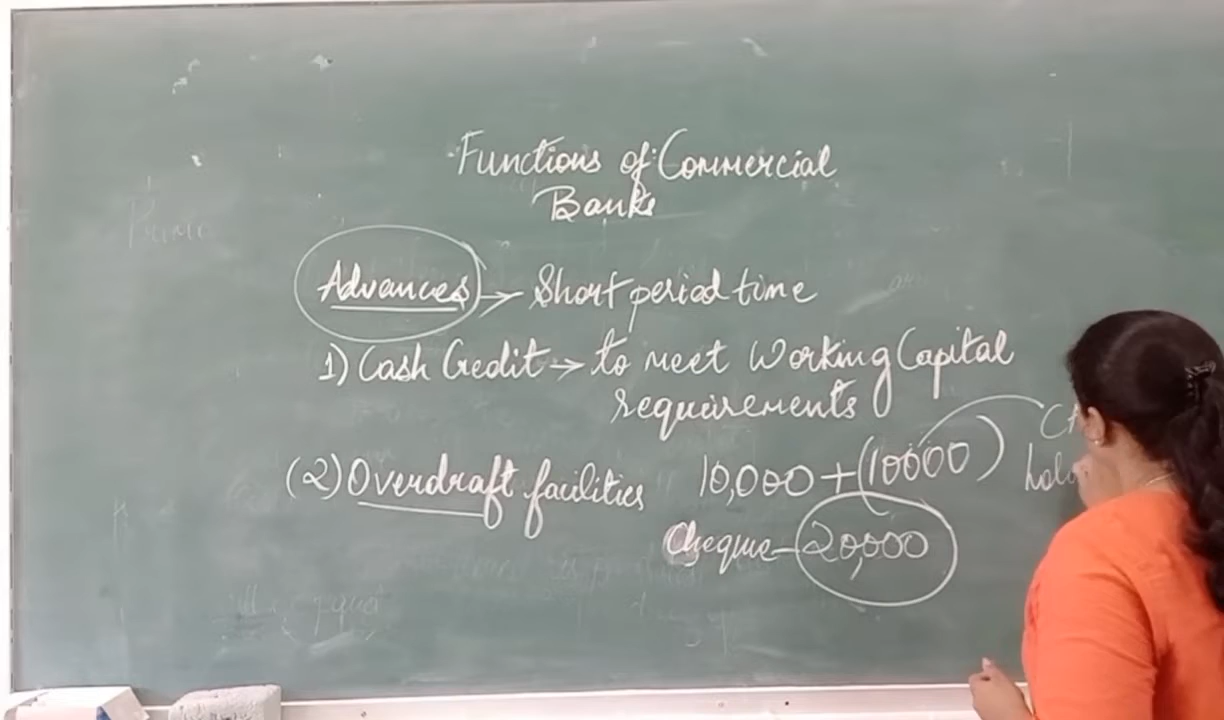 Functions of Commercial
Banks
Advances → Short period time
1) Cash Credit → to meet Working Capital
requirements
(2) Overdraft facilities 10,000 + (10000)
Cheque - 20,000